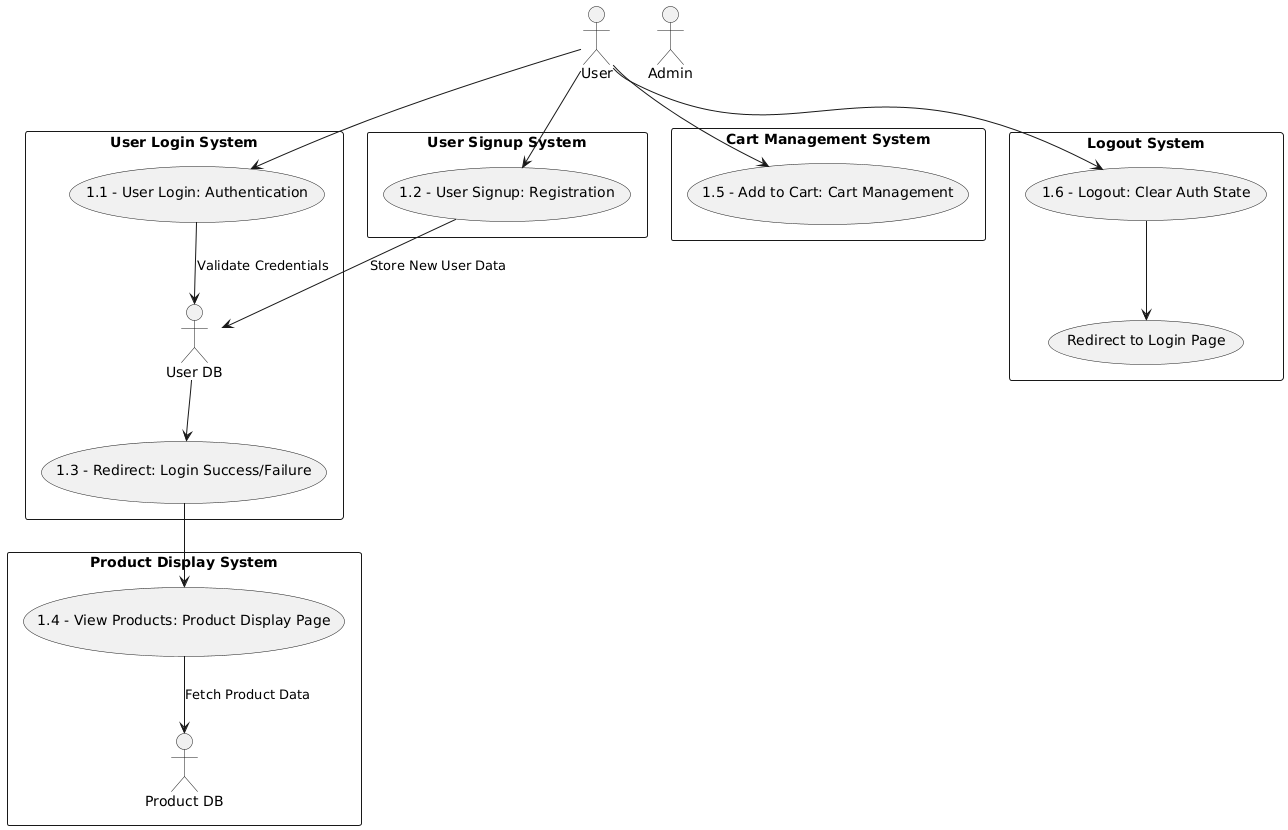 User
Admin
User Login System
User Signup System
Cart Management System
Logout System
1.1 - User Login: Authentication
1.2 - User Signup: Registration
1.5 - Add to Cart: Cart Management
1.6 - Logout: Clear Auth State
Validate Credentials
Store New User Data
User DB
Redirect to Login Page
1.3 - Redirect: Login Success/Failure
Product Display System
1.4 - View Products: Product Display Page
Fetch Product Data
Product DB